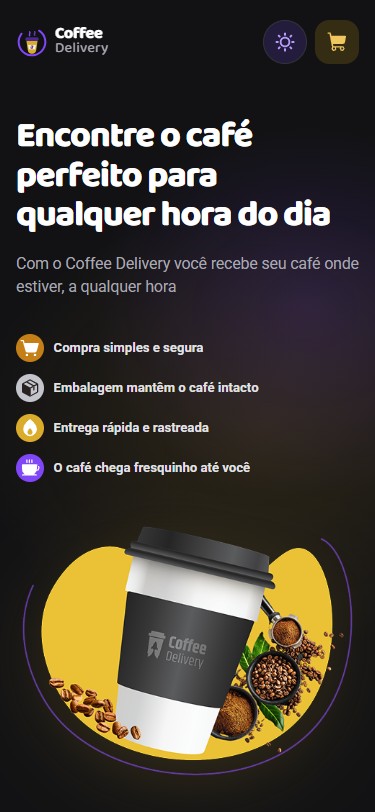 Coffee
Delivery
Encontre o café
perfeito para
qualquer hora do dia
Com o Coffee Delivery você recebe seu café onde
estiver, a qualquer hora
Compra simples e segura
Embalagem mantêm o café intacto
Entrega rápida e rastreada
O café chega fresquinho até você
Coffee
Delivery